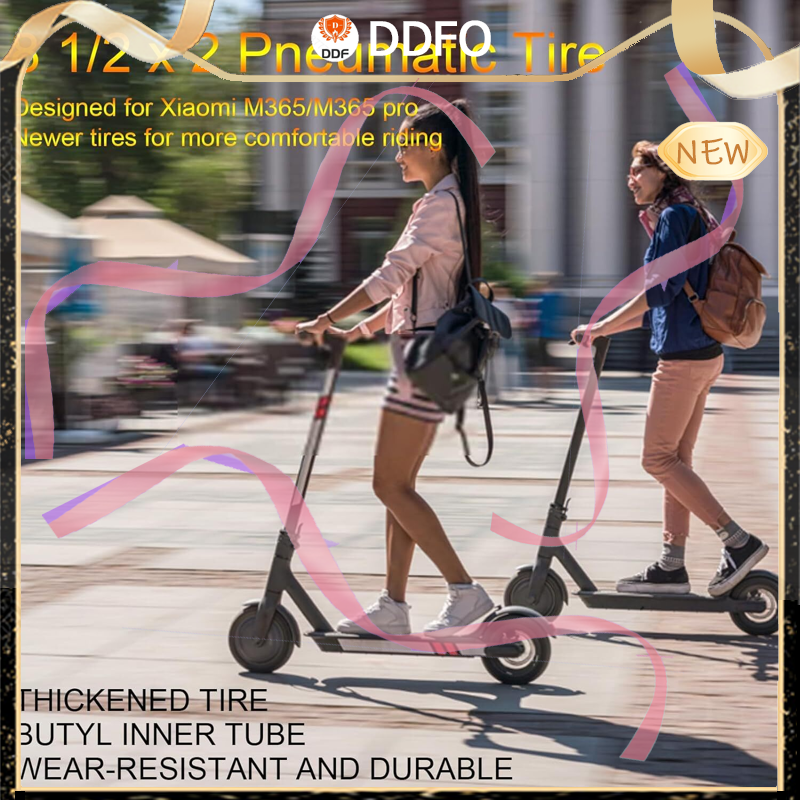 DDFO
DDF
8 1/2 x 2 Pneumatic Tire
Designed for Xiaomi M365/M365 pro
Newer tires for more comfortable riding
NEW
THICKENED TIRE
BUTYL INNER TUBE
WEAR-RESISTANT AND DURABLE